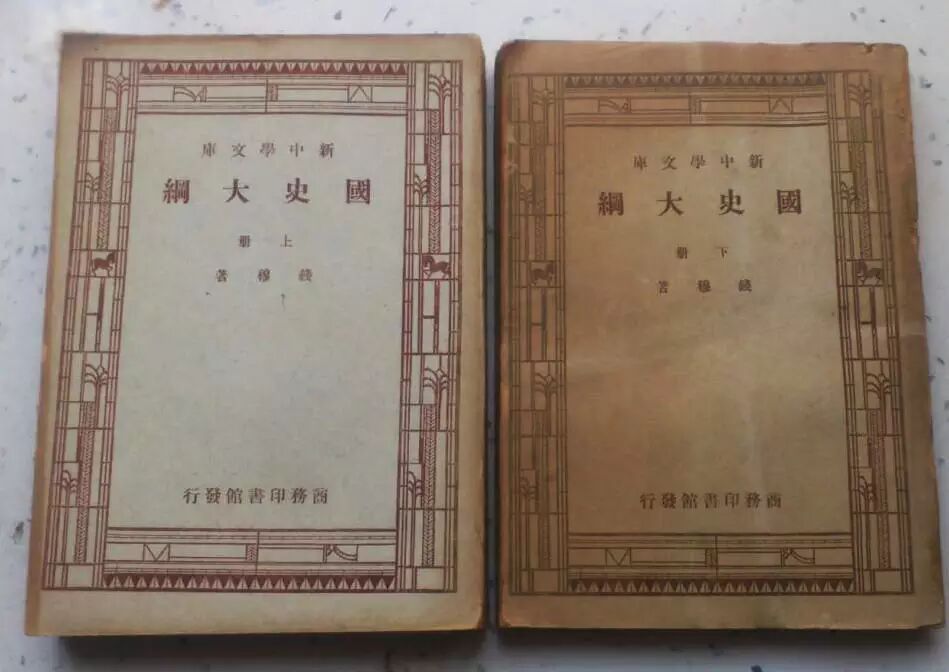 新中學文庫
國史大綱
上冊
錢穆著
商務印書館發行
新中學文庫
國史大綱
下冊
錢穆著
商務印書館發行